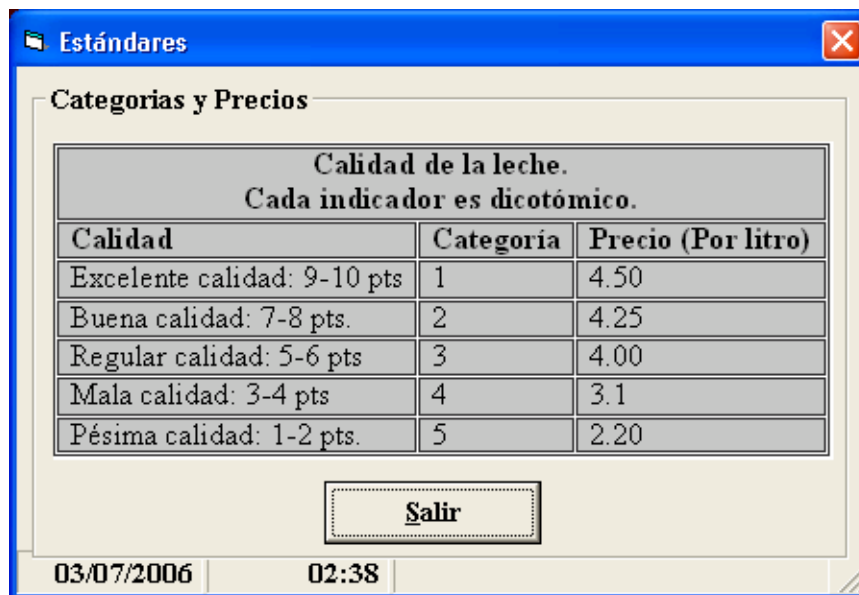 Estándares
Categorias y Precios
Calidad de la leche.
Cada indicador es dicotómico.
Calidad Categoría Precio (Por litro)
Excelente calidad: 9-10 pts 1 4.50
Buena calidad: 7-8 pts. 2 4.25
Regular calidad: 5-6 pts 3 4.00
Mala calidad: 3-4 pts 4 3.1
Pésima calidad: 1-2 pts. 5 2.20
Salir
03/07/2006 02:38